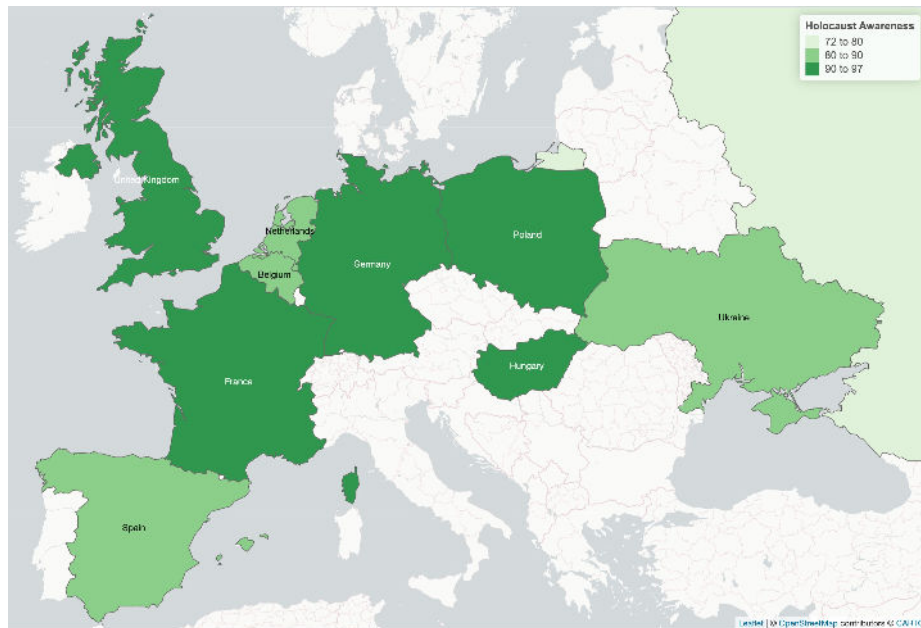 Holocaust Awareness
72 to 80
80 to 90
90 to 97
United Kingdom
Netherlands
Belgium
Germany
Poland
Ukraine
France
Hungary
Spain
Leaflet | © OpenStreetMap contributors ©